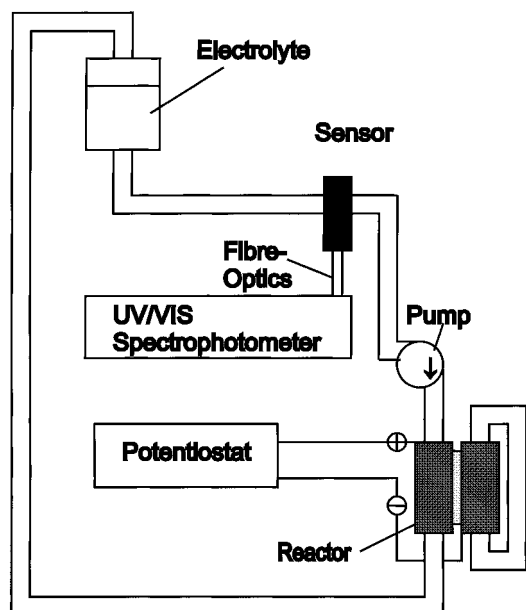 Electrolyte
Sensor
Fibre-
Optics
UV/VIS
Spectrophotometer
Pump
Potentiostat
+
−
Reactor